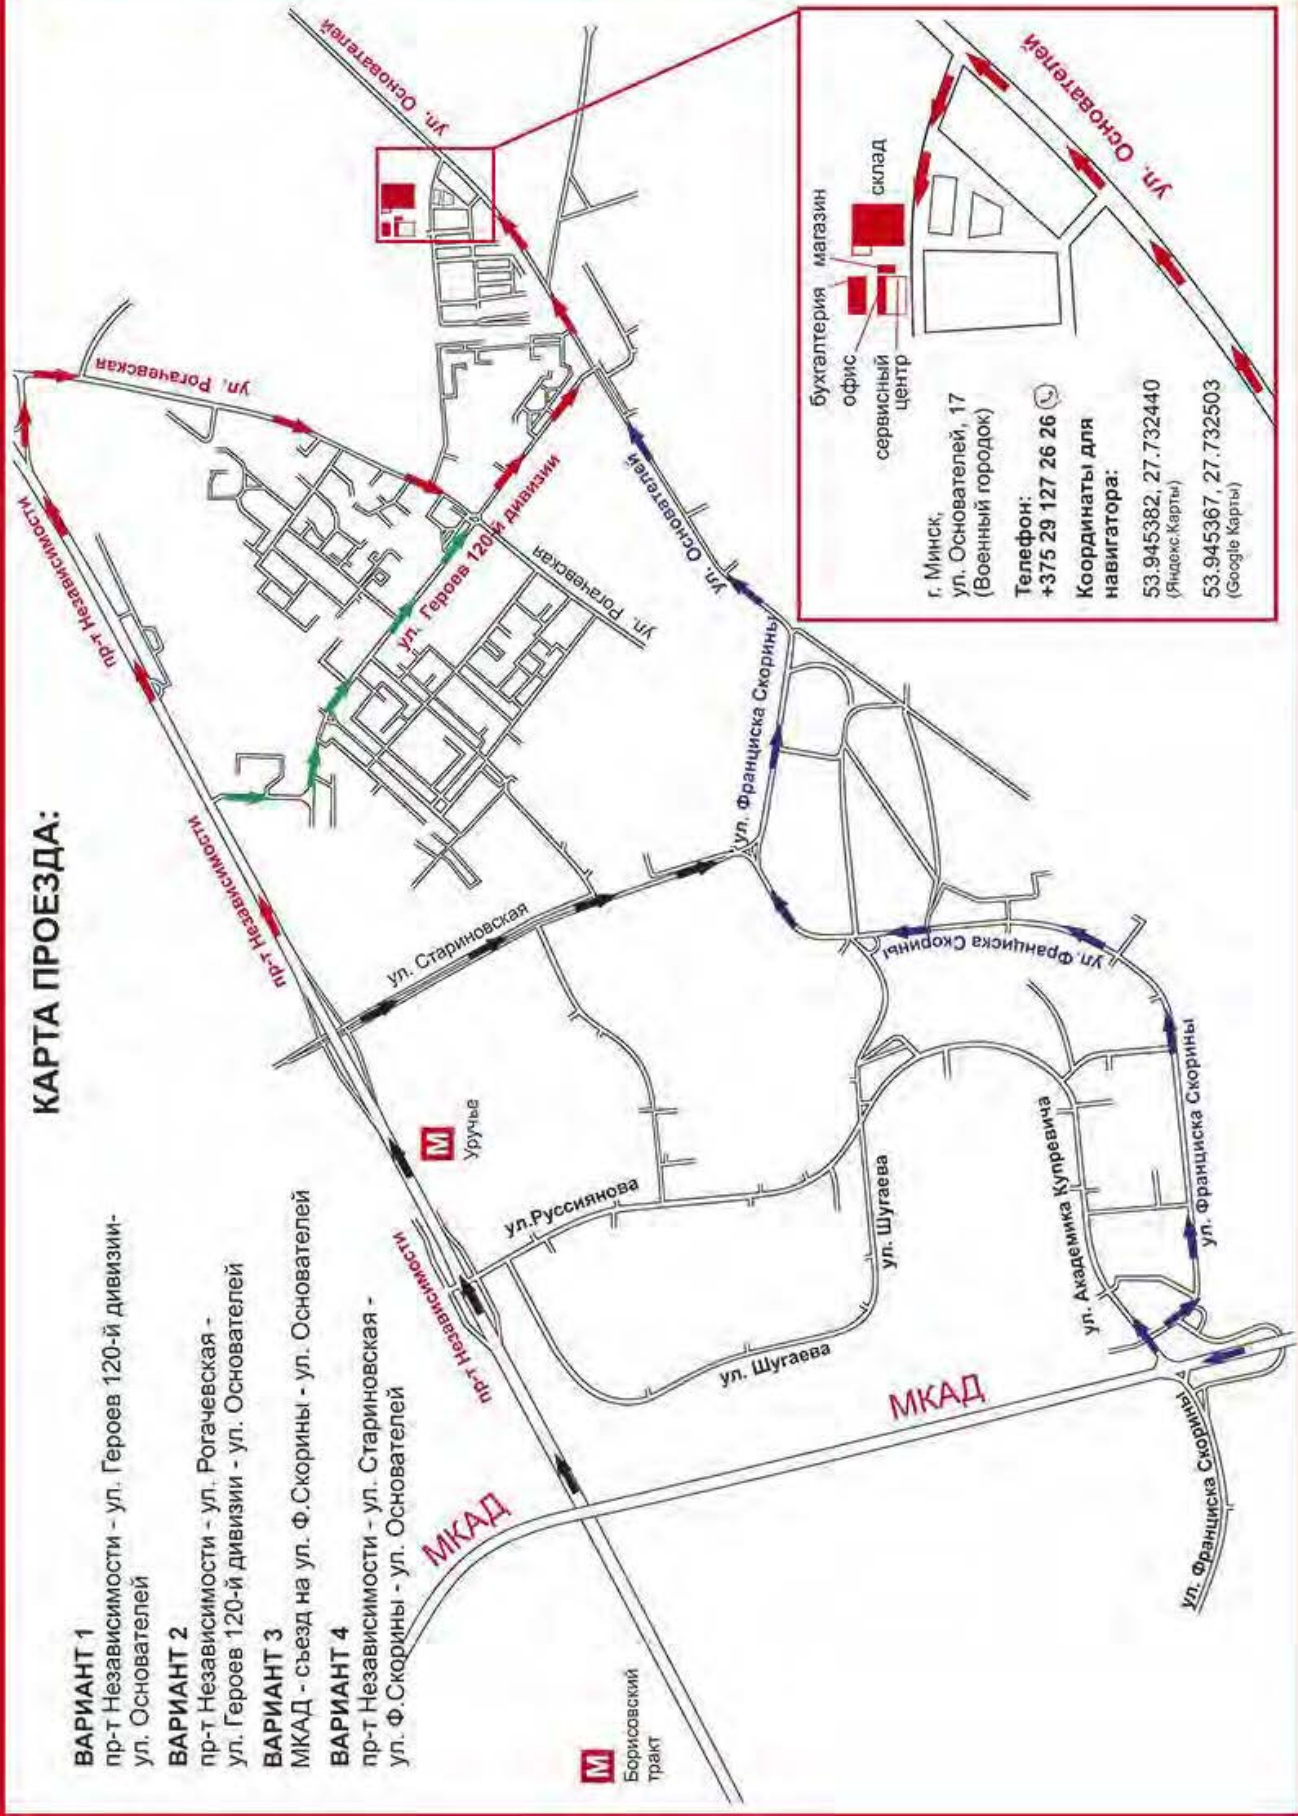 КАРТА ПРОЕЗДА:
ВАРИАНТ 1
пр-т Независимости - ул. Героев 120-й дивизии-
ул. Основателей
ВАРИАНТ 2
пр-т Независимости - ул. Рогачевская -
ул. Героев 120-й дивизии - ул. Основателей
ВАРИАНТ 3
МКАД - съезд на ул. Ф.Скорины - ул. Основателей
ВАРИАНТ 4
пр-т Независимости - ул. Стариновская -
ул. Ф.Скорины - ул. Основателей
М
Борисовский
тракт
МКАД
МКАД
пр-т Независимости
М
Уручье
пр-т Независимости
пр-т Независимости
пр-т Независимости
ул. Рогачевская
ул. Основателей
ул. Стариновская
ул. Героев 120-й дивизии
ул. Рогачевская
ул. Основателей
ул. Франциска Скорины
ул.Руссиянова
ул. Шугаева
ул. Шугаева
ул. Франциска Скорины
ул. Академика Купревича
ул. Франциска Скорины
ул. Франциска Скорины
ул. Франциска Скорины
бухгалтерия
магазин
офис
склад
сервисный
центр
ул. Основателей
г. Минск,
ул. Основателей, 17
(Военный городок)
Телефон:
+375 29 127 26 26
Координаты для
навигатора:
53.945382, 27.732440
(Яндекс.Карты)
53.945367, 27.732503
(Google Карты)